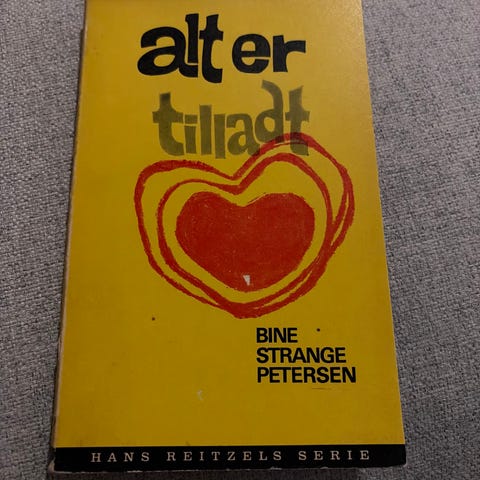 alt er
tilladt
BINE
STRANGE
PETERSEN
HANS REITZELS SERIE